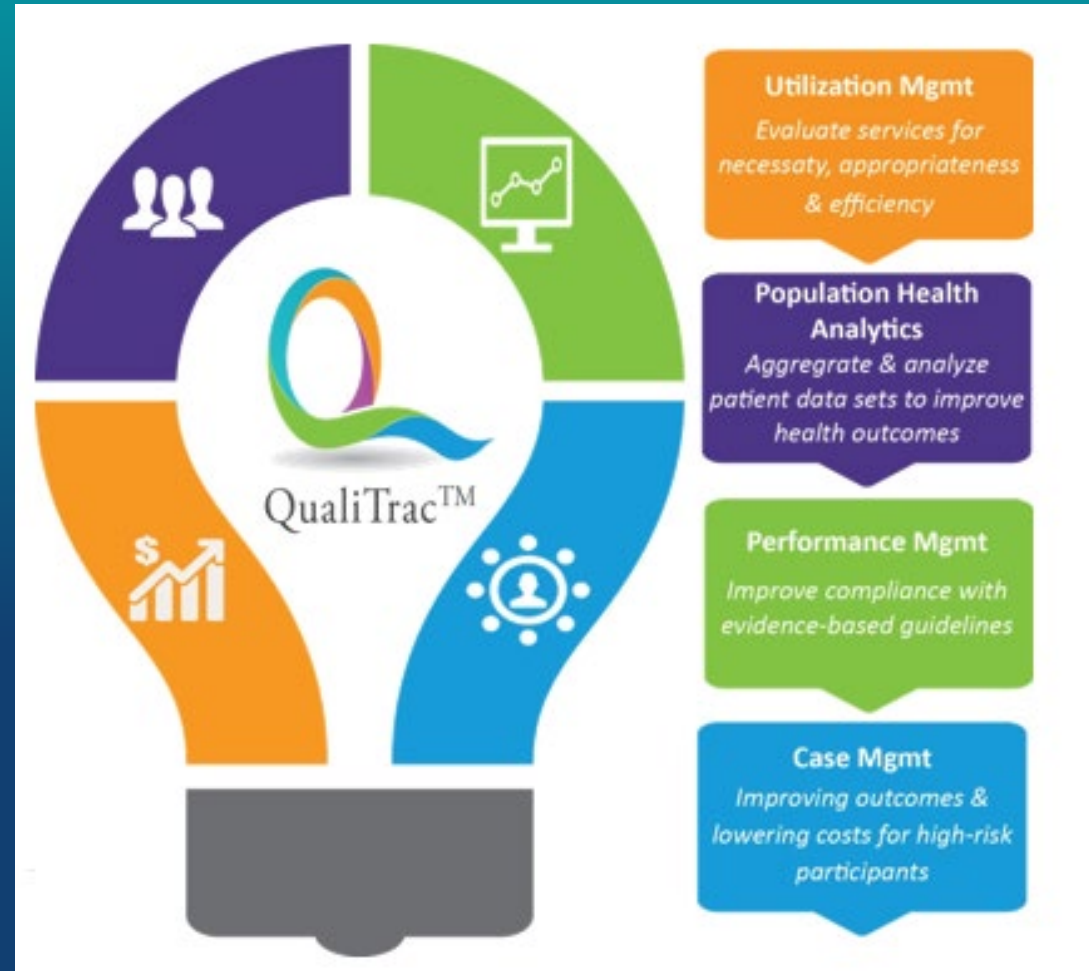 QualiTrac™
Utilization Mgmt
Evaluate services for
necessaty, appropriateness
& efficiency
Population Health
Analytics
Aggregrate & analyze
patient data sets to improve
health outcomes
Performance Mgmt
Improve compliance with
evidence-based guidelines
Case Mgmt
Improving outcomes &
lowering costs for high-risk
participants